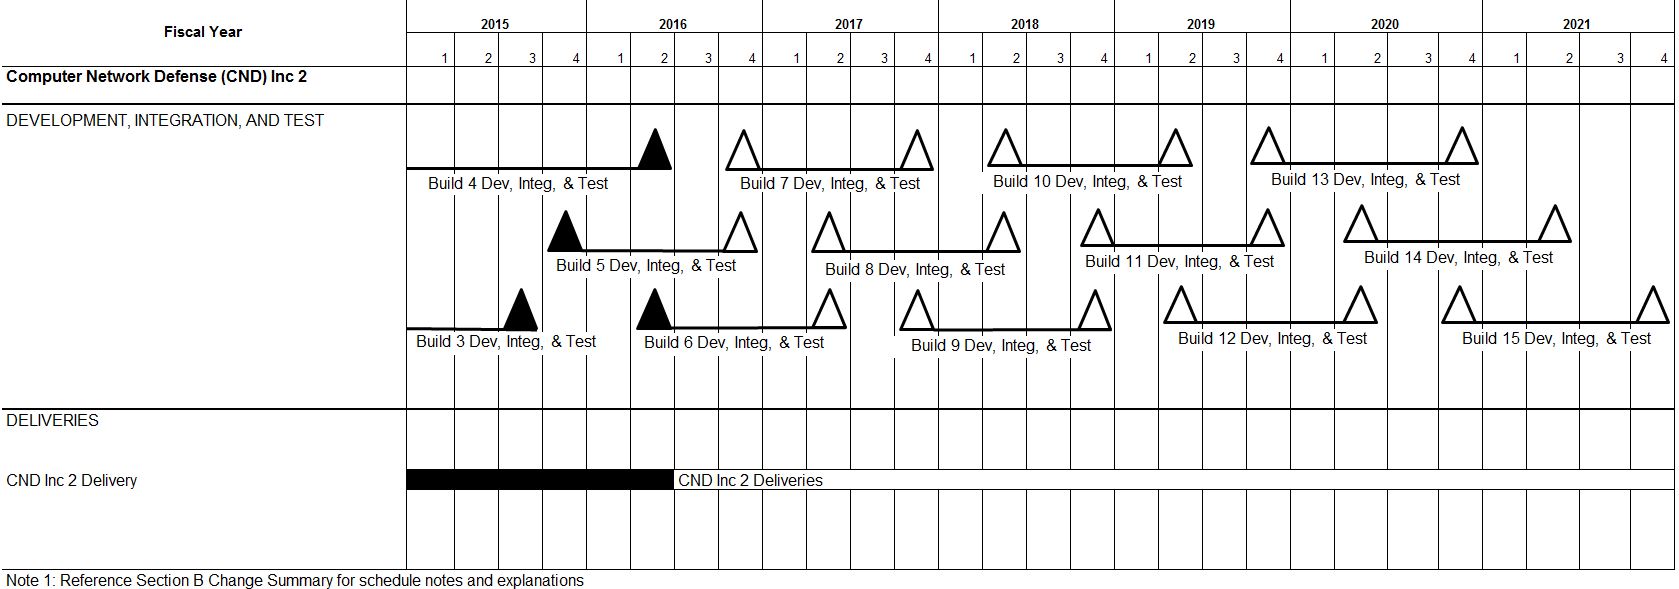 Fiscal Year
2015 2016 2017 2018 2019 2020 2021
1 2 3 4 1 2 3 4 1 2 3 4 1 2 3 4 1 2 3 4 1 2 3 4 1 2 3 4
Computer Network Defense (CND) Inc 2
DEVELOPMENT, INTEGRATION, AND TEST
Build 4 Dev, Integ, & Test
Build 7 Dev, Integ, & Test
Build 10 Dev, Integ, & Test
Build 13 Dev, Integ, & Test
Build 5 Dev, Integ, & Test
Build 8 Dev, Integ, & Test
Build 11 Dev, Integ, & Test
Build 14 Dev, Integ, & Test
Build 3 Dev, Integ, & Test
Build 6 Dev, Integ, & Test
Build 9 Dev, Integ, & Test
Build 12 Dev, Integ, & Test
Build 15 Dev, Integ, & Test
DELIVERIES
CND Inc 2 Delivery
CND Inc 2 Deliveries
Note 1: Reference Section B Change Summary for schedule notes and explanations